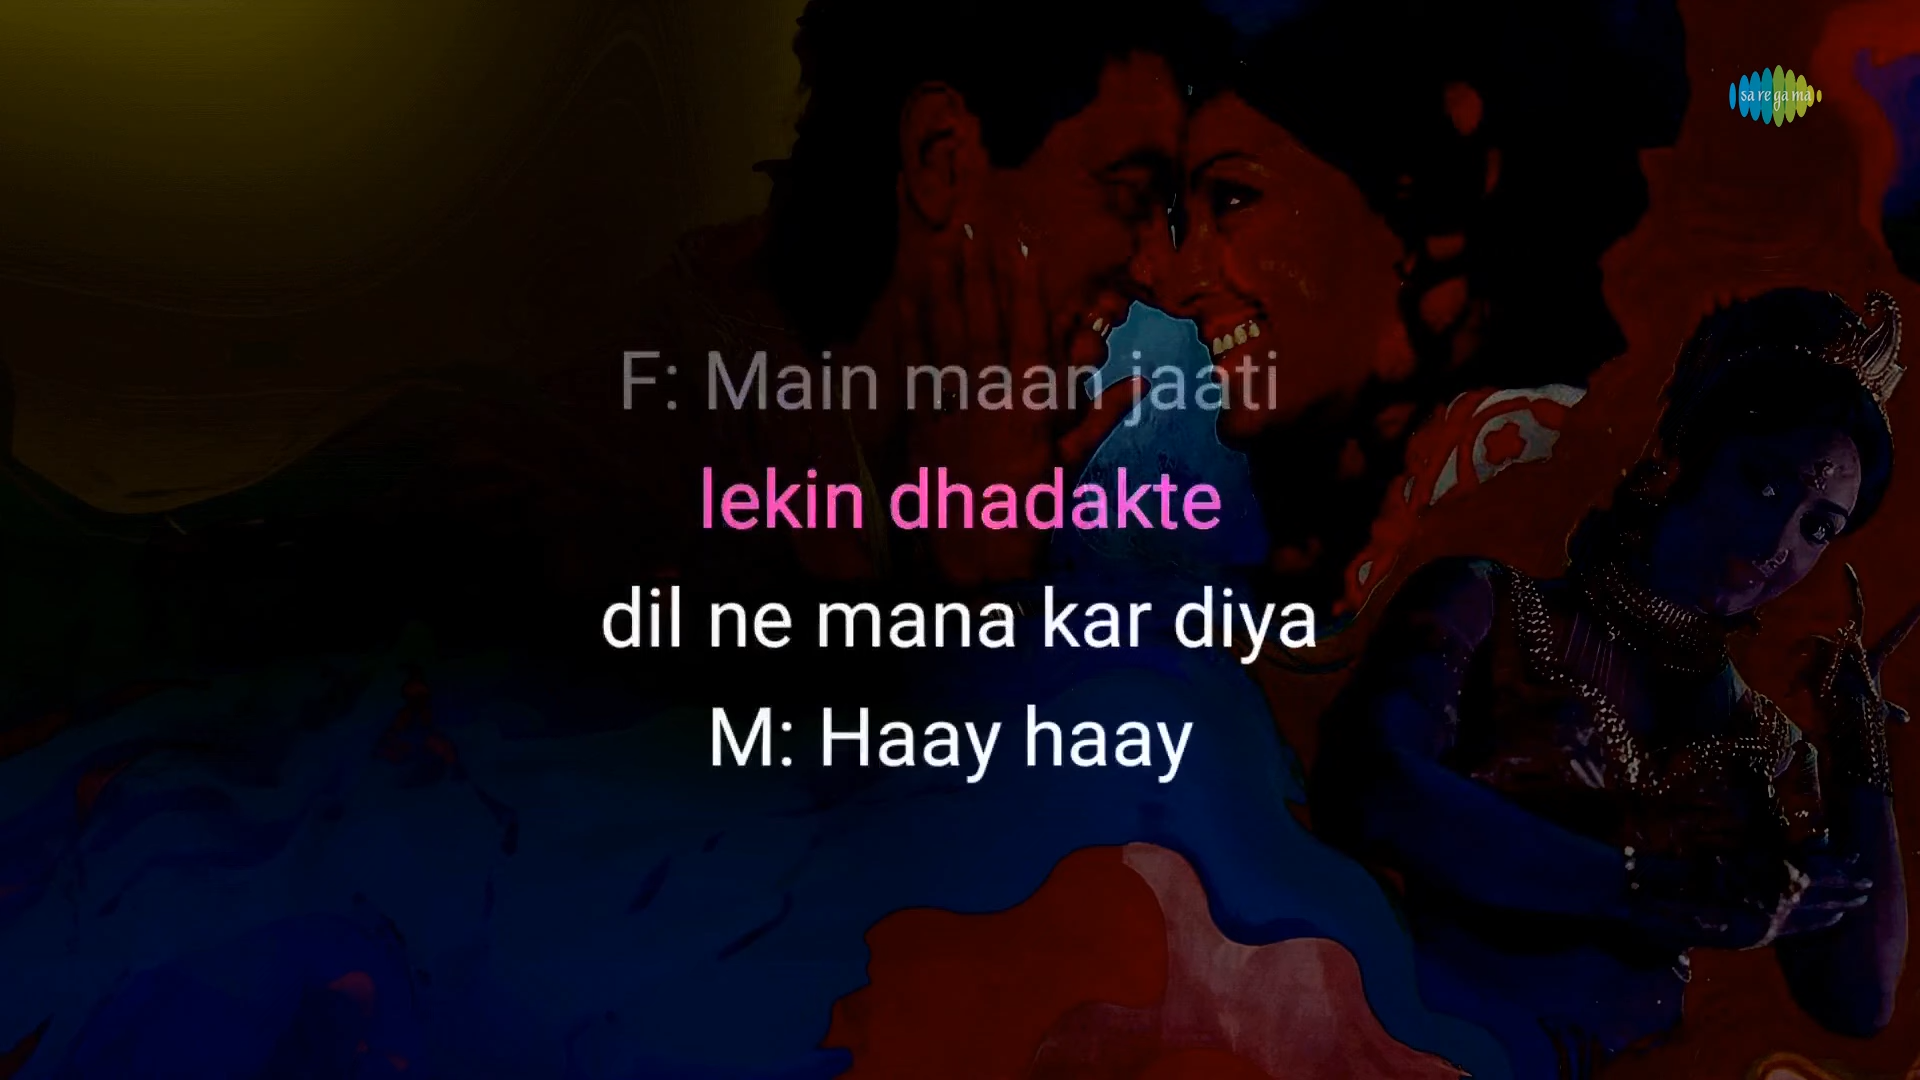 sa re ga ma
F: Main maan jaati
lekin dhadakte
dil ne mana kar diya
M: Haay haay